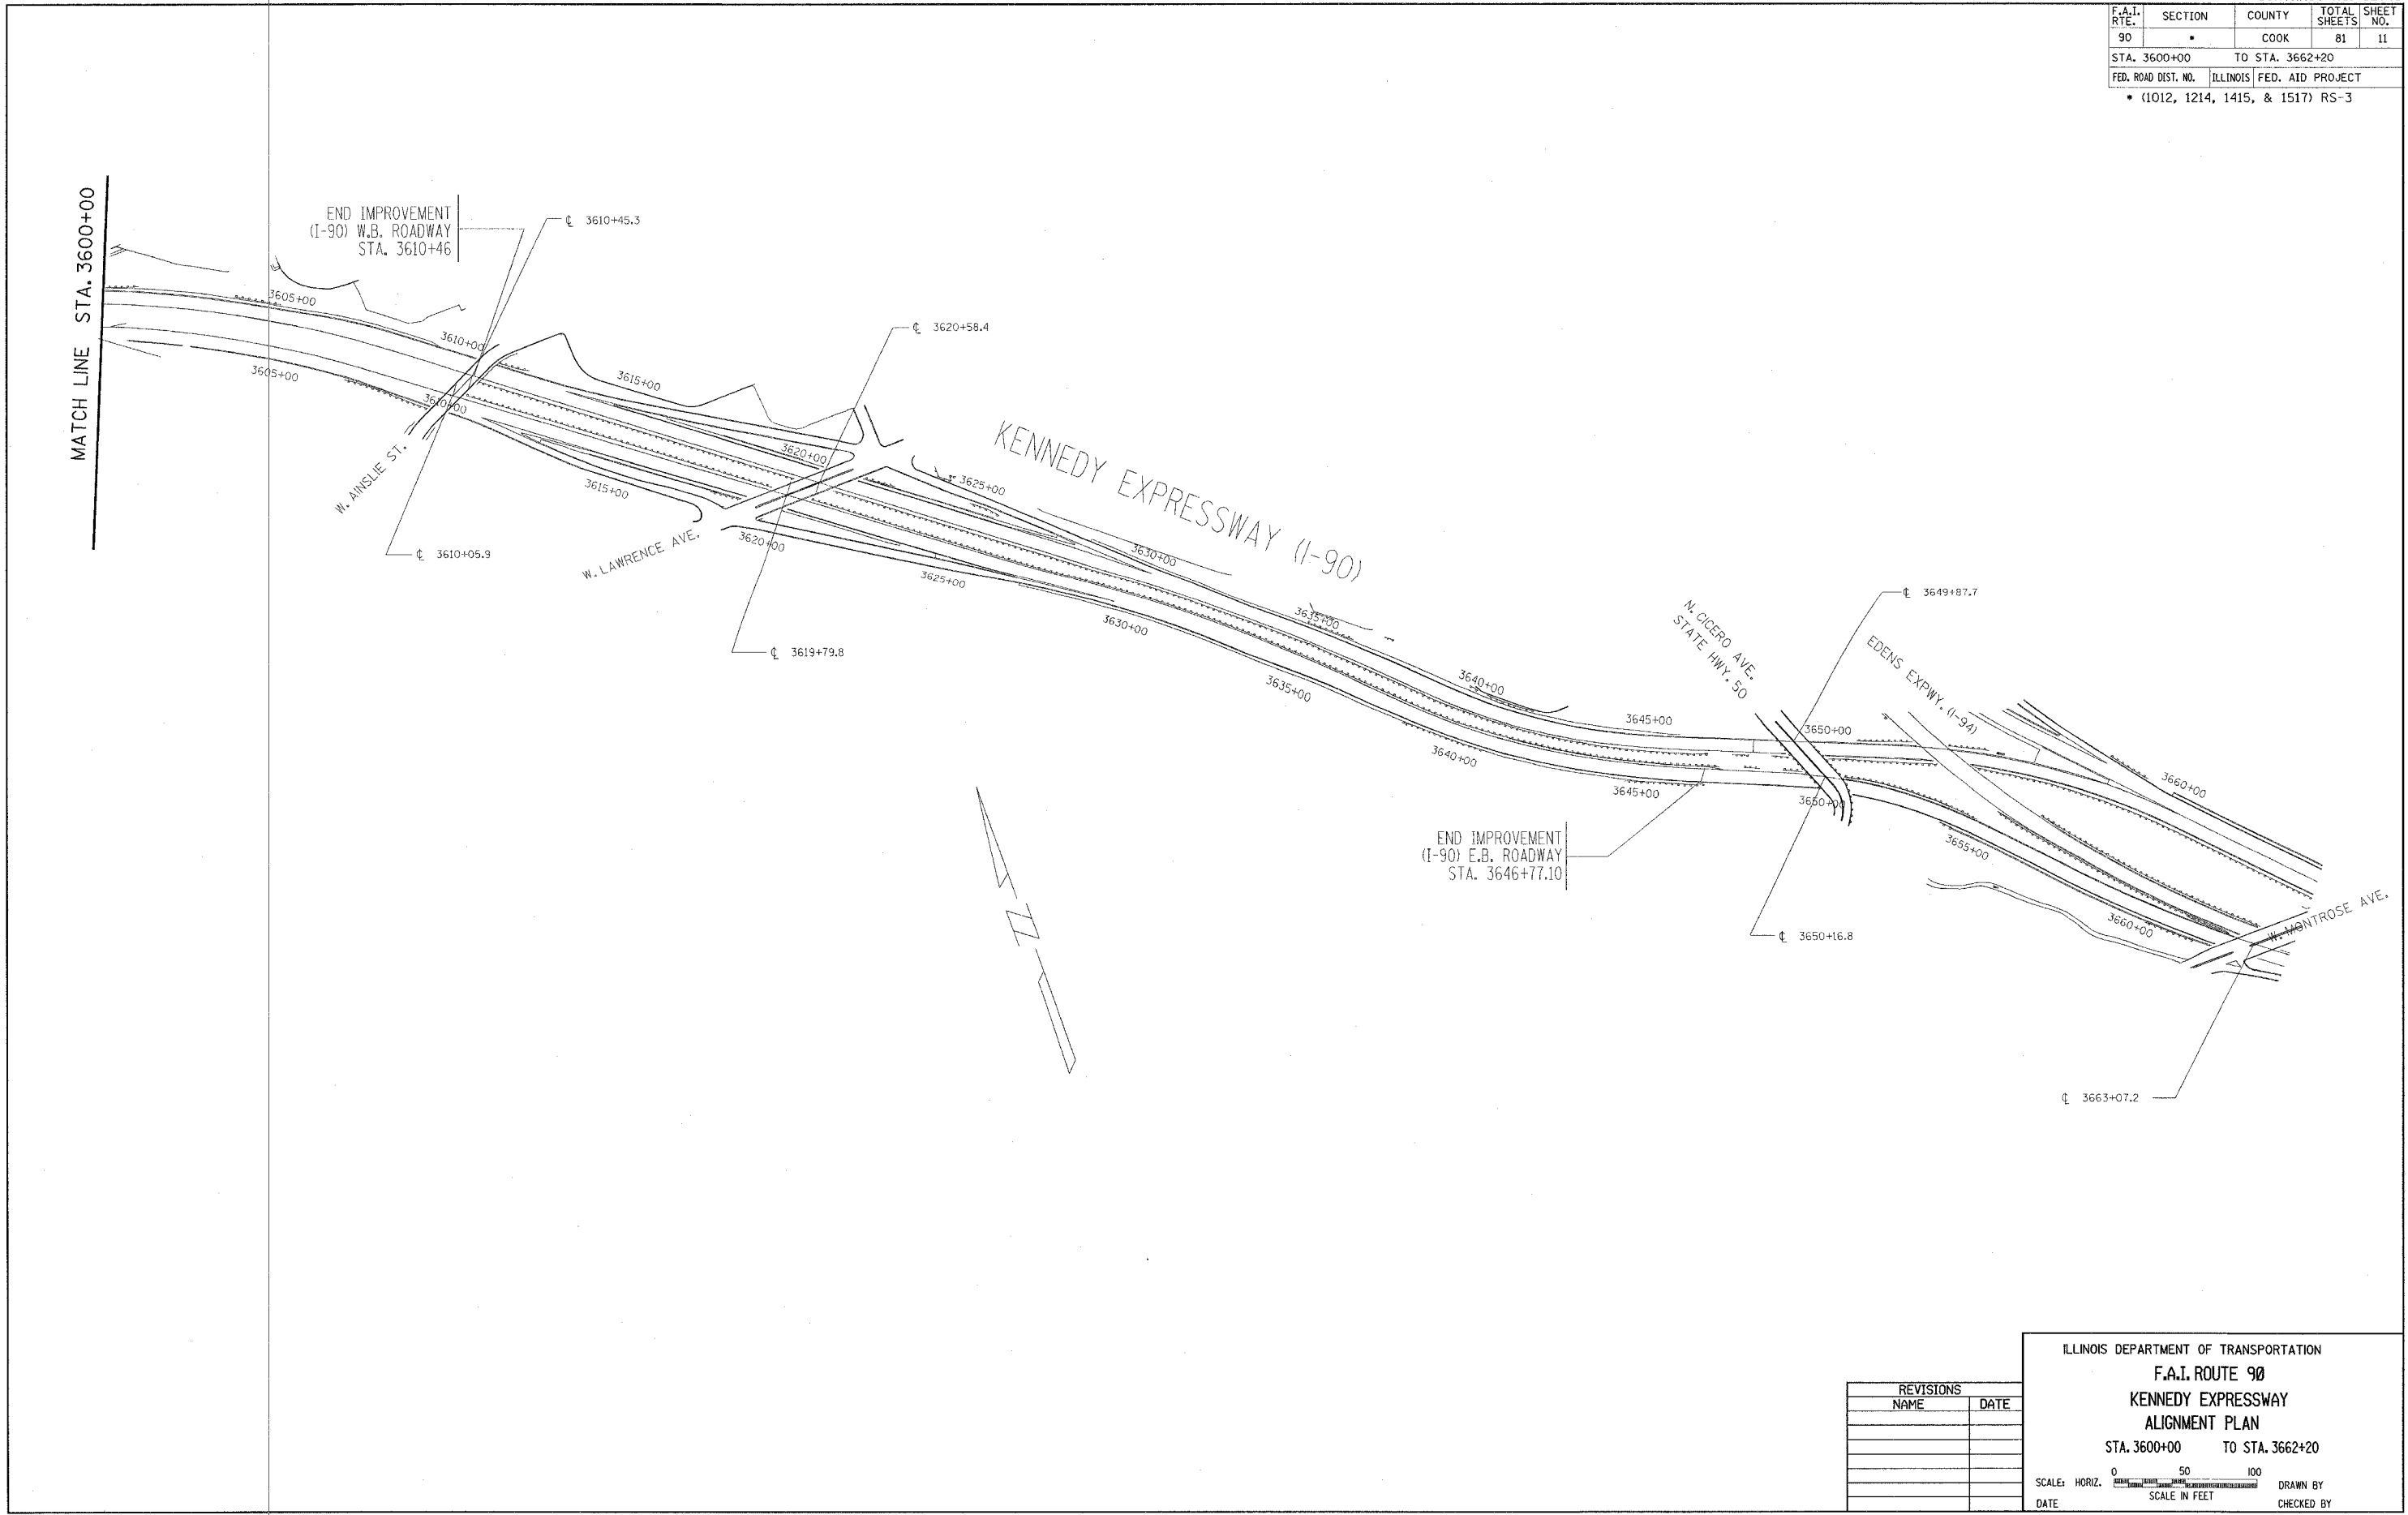 F.A.I. RTE. SECTION COUNTY TOTAL SHEETS SHEET NO.
90 * COOK 81 11
STA. 3600+00 TO STA. 3662+20
FED. ROAD DIST. NO. ILLINOIS FED. AID PROJECT
* (1012, 1214, 1415, & 1517) RS-3
MATCH LINE STA. 3600+00
END IMPROVEMENT
(I-90) W.B. ROADWAY
STA. 3610+46
℄ 3610+45.3
3605+00
3610+00
3605+00
3610+00
W. AINSLIE ST.
℄ 3610+05.9
3615+00
3615+00
℄ 3620+58.4
3620+00
3620+00
W. LAWRENCE AVE.
℄ 3619+79.8
KENNEDY EXPRESSWAY (I-90)
3625+00
3625+00
3630+00
3630+00
3635+00
3635+00
3640+00
3640+00
3645+00
3645+00
END IMPROVEMENT
(I-90) E.B. ROADWAY
STA. 3646+77.10
N. CICERO AVE.
STATE HWY. 50
℄ 3649+87.7
3650+00
3650+00
℄ 3650+16.8
EDENS EXPWY. (I-94)
3655+00
3660+00
3660+00
W. MONTROSE AVE.
℄ 3663+07.2
REVISIONS
NAME DATE
ILLINOIS DEPARTMENT OF TRANSPORTATION
F.A.I. ROUTE 90
KENNEDY EXPRESSWAY
ALIGNMENT PLAN
STA. 3600+00 TO STA. 3662+20
0 50 100
SCALE: HORIZ.
SCALE IN FEET
DRAWN BY
DATE
CHECKED BY